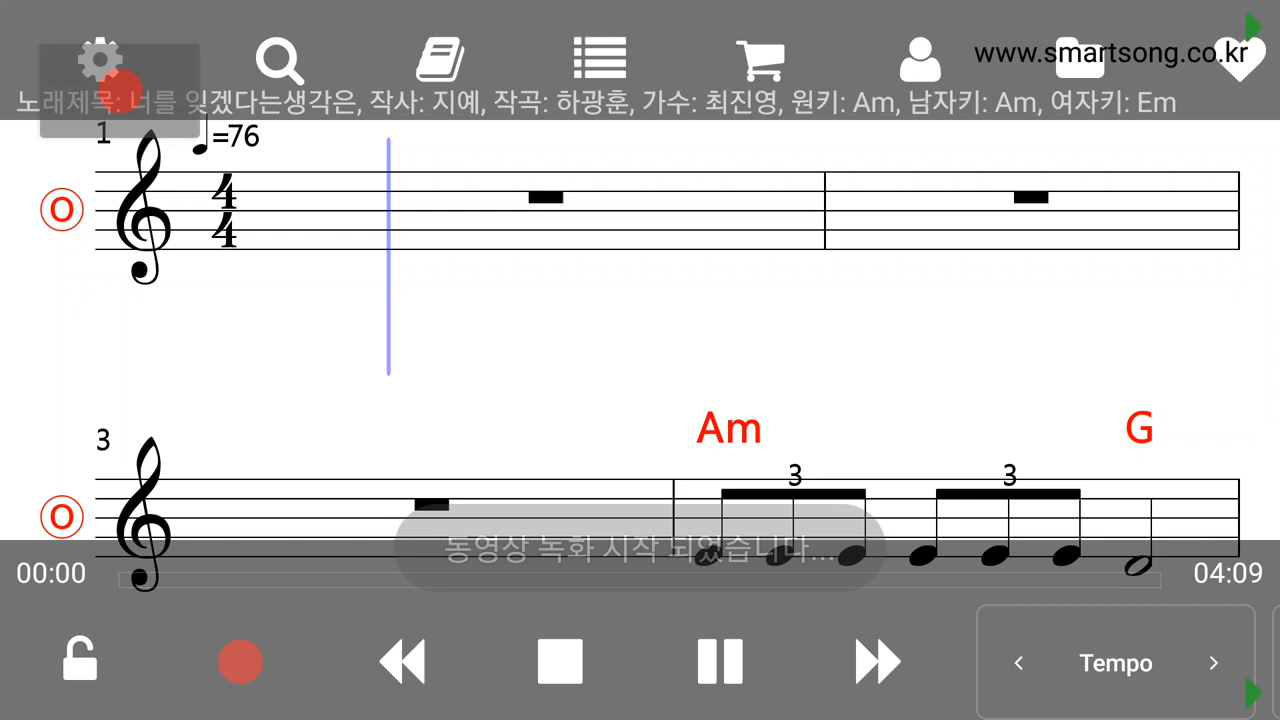 www.smartsong.co.kr
노래제목: 너를 잊겠다는생각은, 작사: 지예, 작곡: 하광훈, 가수: 최진영, 원키: Am, 남자키: Am, 여자키: Em
1 =76
4
4
O
Am G
3 3 3
O
동영상 녹화 시작 되었습니다...
00:00 04:09
< Tempo >